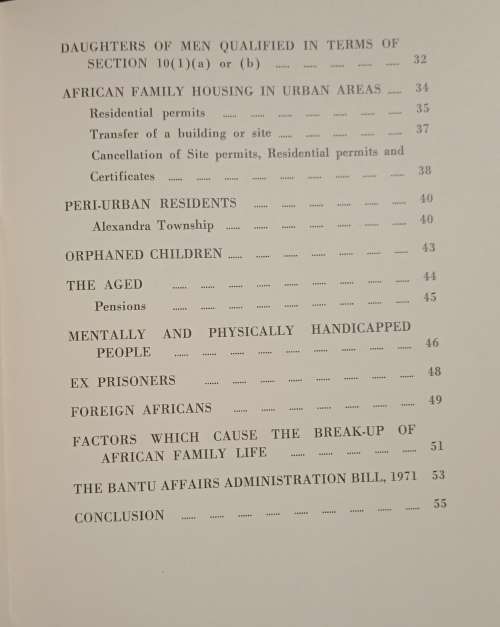 DAUGHTERS OF MEN QUALIFIED IN TERMS OF
SECTION 10(1)(a) or (b) ...... ...... ...... ...... ...... 32
AFRICAN FAMILY HOUSING IN URBAN AREAS ...... 34
Residential permits ...... ...... ...... ...... ...... ...... ...... 35
Transfer of a building or site ...... ...... ...... ...... ...... 37
Cancellation of Site permits, Residential permits and
Certificates ...... ...... ...... ...... ...... ...... ...... ...... ...... 38
PERI-URBAN RESIDENTS ...... ...... ...... ...... ...... ...... 40
Alexandra Township ...... ...... ...... ...... ...... ...... ...... 40
ORPHANED CHILDREN ...... ...... ...... ...... ...... ...... ...... 43
THE AGED ...... ...... ...... ...... ...... ...... ...... ...... ...... 44
Pensions ...... ...... ...... ...... ...... ...... ...... ...... ...... 45
MENTALLY AND PHYSICALLY HANDICAPPED
PEOPLE ...... ...... ...... ...... ...... ...... ...... ...... ...... 46
EX PRISONERS ...... ...... ...... ...... ...... ...... ...... ...... 48
FOREIGN AFRICANS ...... ...... ...... ...... ...... ...... ...... 49
FACTORS WHICH CAUSE THE BREAK-UP OF
AFRICAN FAMILY LIFE ...... ...... ...... ...... ...... 51
THE BANTU AFFAIRS ADMINISTRATION BILL, 1971 53
CONCLUSION ...... ...... ...... ...... ...... ...... ...... ...... ...... 55